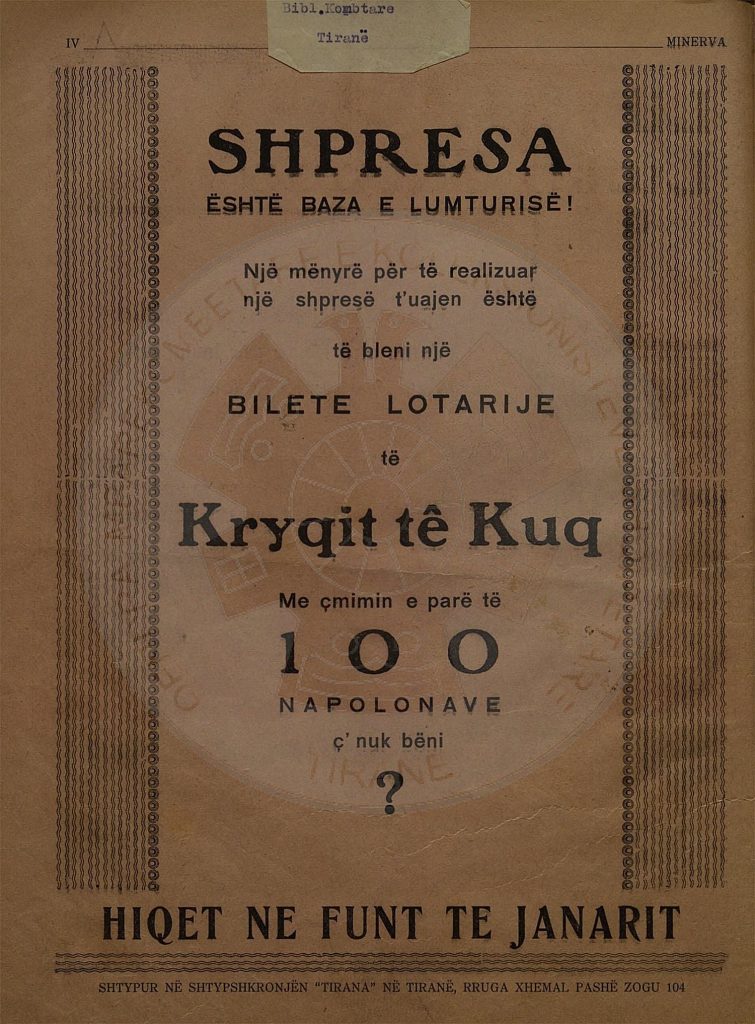 Bibl.Kombtare
Tiranë
IV
MINERVA
SHPRESA
ËSHTË BAZA E LUMTURISË!
Një mënyrë për të realizuar
një shpresë t'uajen është
të bleni një
BILETE LOTARIJE
të
Kryqit tê Kuq
Me çmimin e parë të
100
NAPOLONAVE
ç' nuk bëni
?
HIQET NE FUNT TE JANARIT
SHTYPUR NË SHTYPSHKRONJËN "TIRANA" NË TIRANË, RRUGA XHEMAL PASHË ZOGU 104
TIRANË